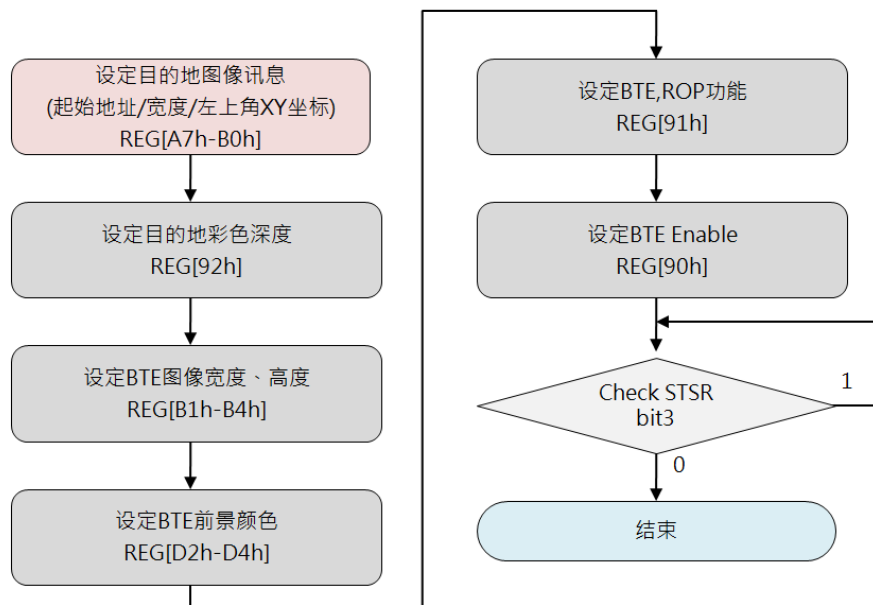 设定目的地图像讯息
(起始地址/宽度/左上角XY坐标)
REG[A7h-B0h]
设定目的地彩色深度
REG[92h]
设定BTE图像宽度、高度
REG[B1h-B4h]
设定BTE前景颜色
REG[D2h-D4h]
设定BTE,ROP功能
REG[91h]
设定BTE Enable
REG[90h]
Check STSR
bit3
1
0
结束